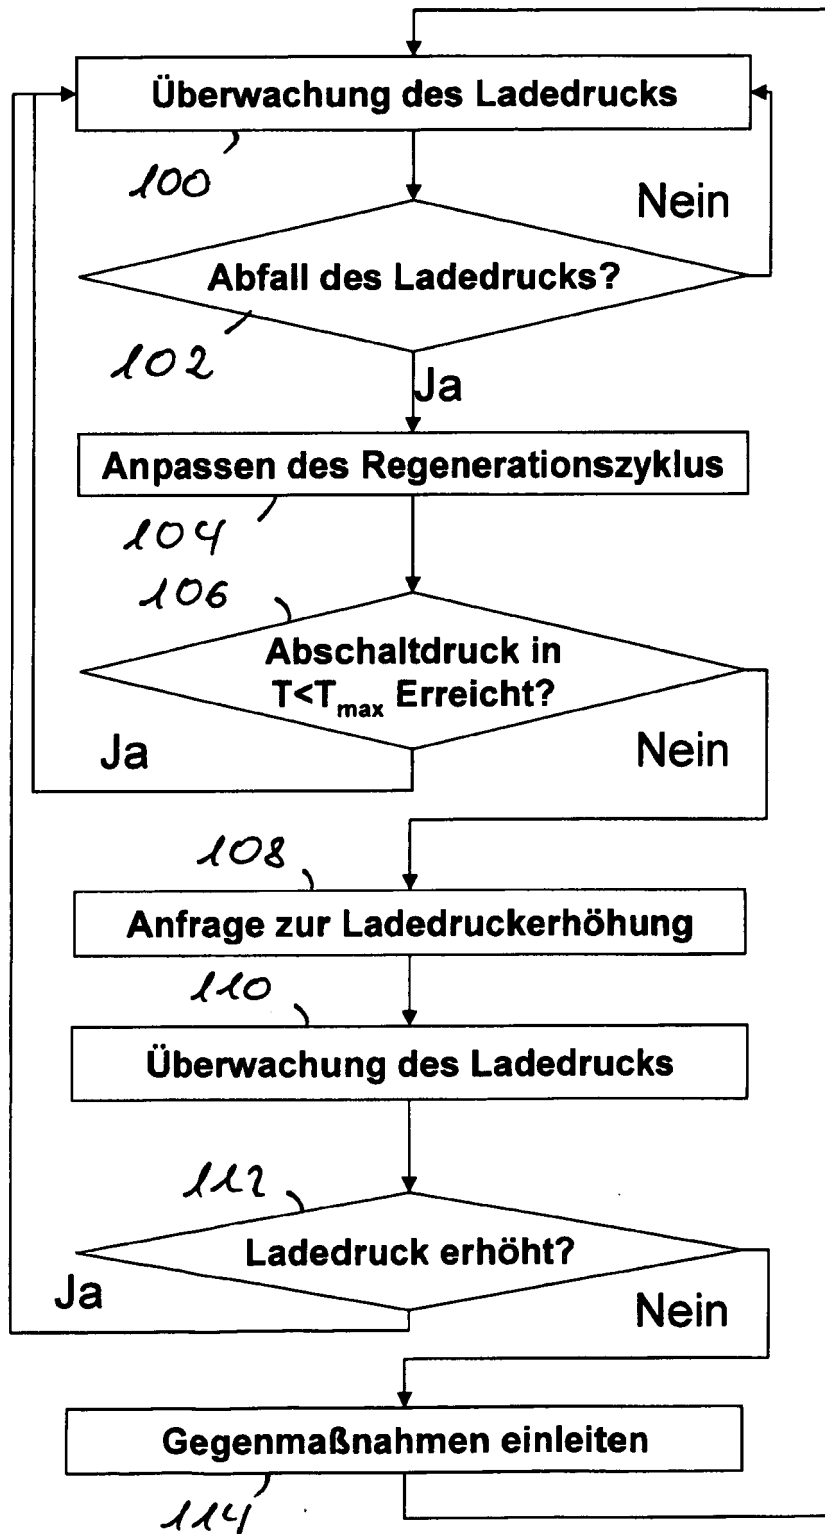 Überwachung des Ladedrucks
100
Nein
Abfall des Ladedrucks?
102
Ja
Anpassen des Regenerationszyklus
104
106
Abschaltdruck in
T<Tmax Erreicht?
Ja
Nein
108
Anfrage zur Ladedruckerhöhung
110
Überwachung des Ladedrucks
112
Ladedruck erhöht?
Ja
Nein
Gegenmaßnahmen einleiten
114